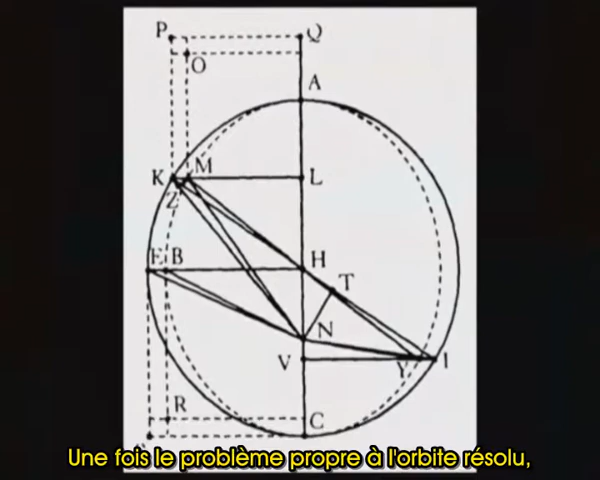 P Q
O
A
K M L
Z
E B H
T
N
V Y I
R
C
Une fois le problème propre à l'orbite résolu,